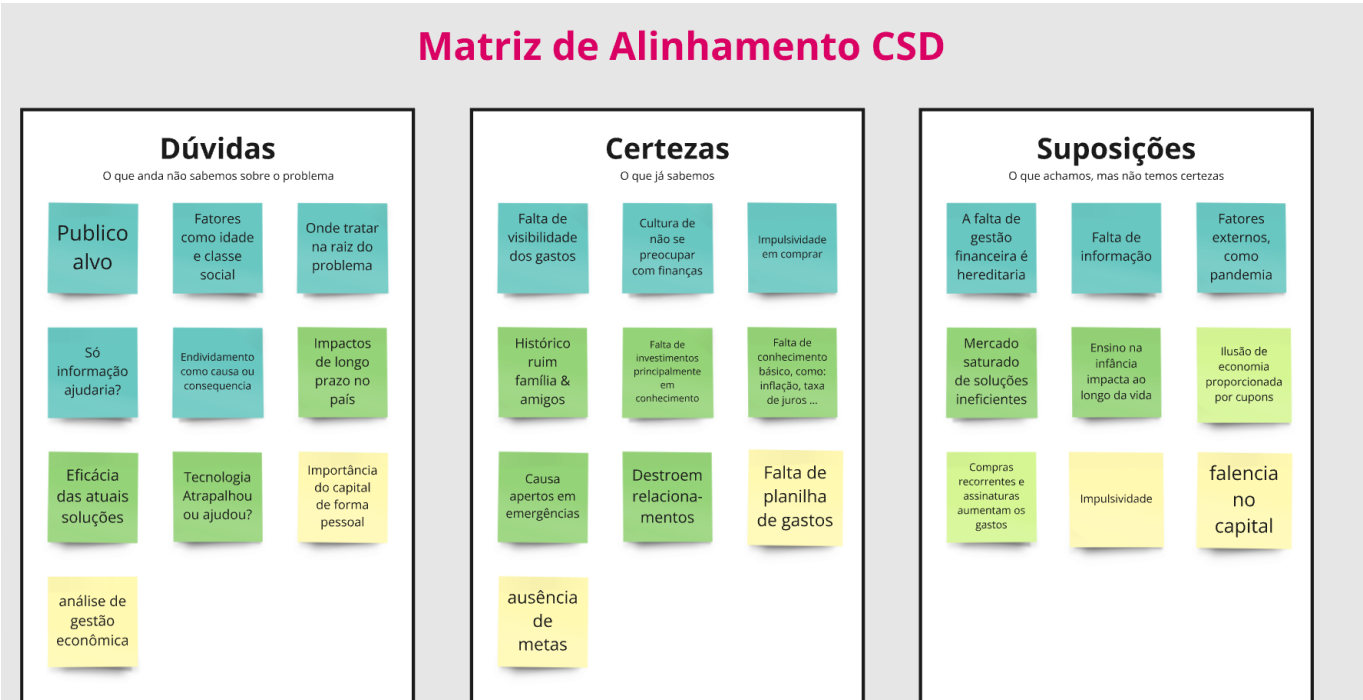 Matriz de Alinhamento CSD
Dúvidas
O que anda não sabemos sobre o problema
Publico
alvo
Fatores
como idade
e classe
social
Onde tratar
na raiz do
problema
Só
informação
ajudaria?
Endividamento
como causa ou
consequencia
Impactos
de longo
prazo no
país
Eficácia
das atuais
soluções
Tecnologia
Atrapalhou
ou ajudou?
Importância
do capital
de forma
pessoal
análise de
gestão
econômica
Certezas
O que já sabemos
Falta de
visibilidade
dos gastos
Cultura de
não se
preocupar
com finanças
Impulsividade
em comprar
Histórico
ruim
família &
amigos
Falta de
investimentos
principalmente
em
conhecimento
Falta de
conhecimento
básico, como:
inflação, taxa
de juros ...
Causa
apertos em
emergências
Destroem
relaciona-
mentos
Falta de
planilha
de gastos
ausência
de
metas
Suposições
O que achamos, mas não temos certezas
A falta de
gestão
financeira é
hereditaria
Falta de
informação
Fatores
externos,
como
pandemia
Mercado
saturado
de soluções
ineficientes
Ensino na
infância
impacta ao
longo da vida
Ilusão de
economia
proporcionada
por cupons
Compras
recorrentes e
assinaturas
aumentam os
gastos
Impulsividade
falencia
no
capital